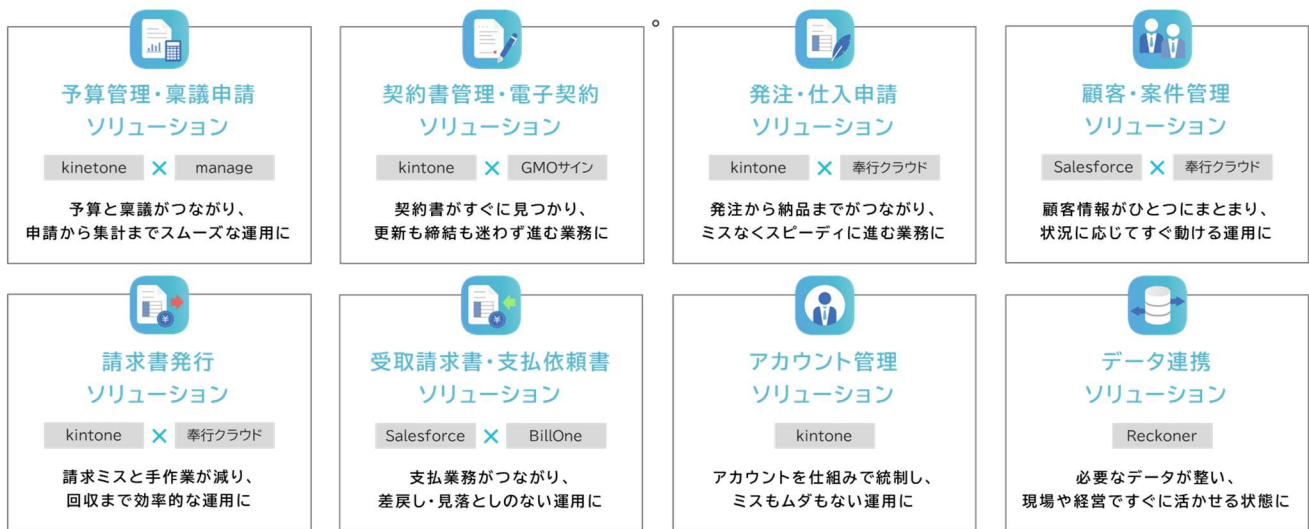 。
予算管理・稟議申請
ソリューション
kinetone × manage
予算と稟議がつながり、
申請から集計までスムーズな運用に
契約書管理・電子契約
ソリューション
kintone × GMOサイン
契約書がすぐに見つかり、
更新も締結も迷わず進む業務に
発注・仕入申請
ソリューション
kintone × 奉行クラウド
発注から納品までがつながり、
ミスなくスピーディに進む業務に
顧客・案件管理
ソリューション
Salesforce × 奉行クラウド
顧客情報がひとつにまとまり、
状況に応じてすぐ動ける運用に
請求書発行
ソリューション
kintone × 奉行クラウド
請求ミスと手作業が減り、
回収まで効率的な運用に
受取請求書・支払依頼書
ソリューション
Salesforce × BillOne
支払業務がつながり、
差戻し・見落としのない運用に
アカウント管理
ソリューション
kintone
アカウントを仕組みで統制し、
ミスもムダもない運用に
データ連携
ソリューション
Reckoner
必要なデータが整い、
現場や経営ですぐに活かせる状態に